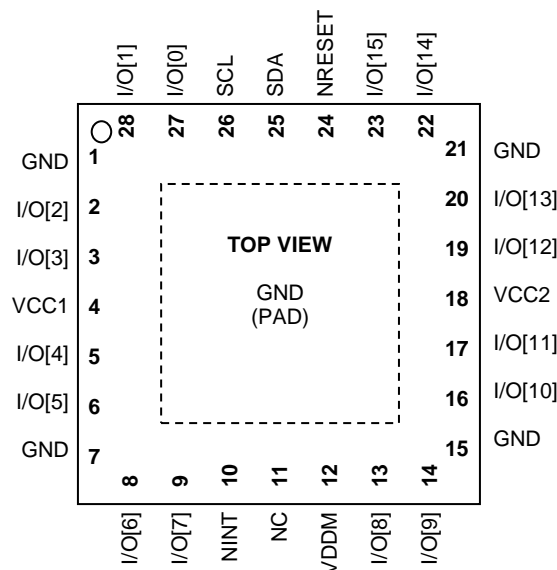 I/O[1]
I/O[0]
SCL
SDA
NRESET
I/O[15]
I/O[14]
28
27
26
25
24
23
22
GND 1
I/O[2] 2
I/O[3] 3
VCC1 4
I/O[4] 5
I/O[5] 6
GND 7
TOP VIEW
GND
(PAD)
21 GND
20 I/O[13]
19 I/O[12]
18 VCC2
17 I/O[11]
16 I/O[10]
15 GND
8
9
10
11
12
13
14
I/O[6]
I/O[7]
NINT
NC
VDDM
I/O[8]
I/O[9]